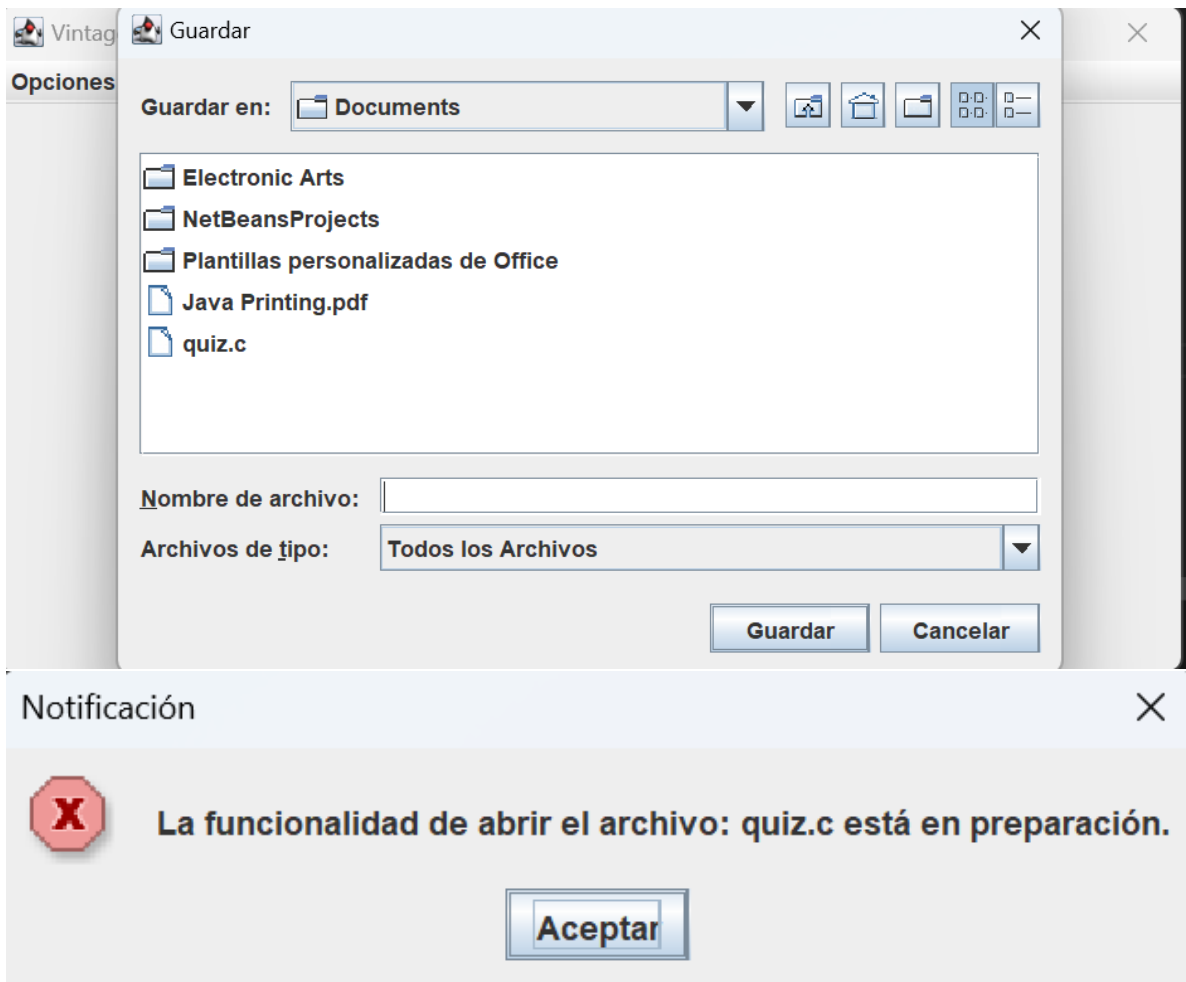 Vintag
Guardar
Opciones
Guardar en: Documents
Electronic Arts
NetBeansProjects
Plantillas personalizadas de Office
Java Printing.pdf
quiz.c
Nombre de archivo:
Archivos de tipo: Todos los Archivos
Guardar Cancelar
Notificación
La funcionalidad de abrir el archivo: quiz.c está en preparación.
Aceptar